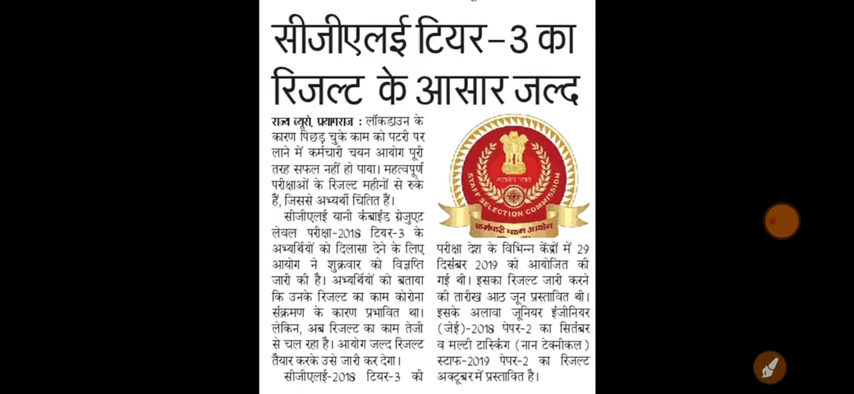 सीजीएलई टियर-3 का
रिजल्ट के आसार जल्द
राज्य ब्यूरो, प्रयागराज : लॉकडाउन के
कारण पिछड़ चुके काम को पटरी पर
लाने में कर्मचारी चयन आयोग पूरी
तरह सफल नहीं हो पाया। महत्वपूर्ण
परीक्षाओं के रिजल्ट महीनों से रुके
हैं, जिससे अभ्यर्थी चिंतित हैं।
सीजीएलई यानी कंबाईंड ग्रेजुएट
लेवल परीक्षा-2018 टियर-3 के
अभ्यर्थियों को दिलासा देने के लिए
आयोग ने शुक्रवार को विज्ञप्ति
जारी की है। अभ्यर्थियों को बताया
कि उनके रिजल्ट का काम कोरोना
संक्रमण के कारण प्रभावित था।
लेकिन, अब रिजल्ट का काम तेजी
से चल रहा है। आयोग जल्द रिजल्ट
तैयार करके उसे जारी कर देगा।
सीजीएलई-2018 टियर-3 की
STAFF SELECTION COMMISSION
कर्मचारी चयन आयोग
परीक्षा देश के विभिन्न केंद्रों में 29
दिसंबर 2019 को आयोजित की
गई थी। इसका रिजल्ट जारी करने
की तारीख आठ जून प्रस्तावित थी।
इसके अलावा जूनियर इंजीनियर
(जेई)-2018 पेपर-2 का सितंबर
व मल्टी टास्किंग (नान टेक्नीकल)
स्टाफ-2019 पेपर-2 का रिजल्ट
अक्टूबर में प्रस्तावित है।